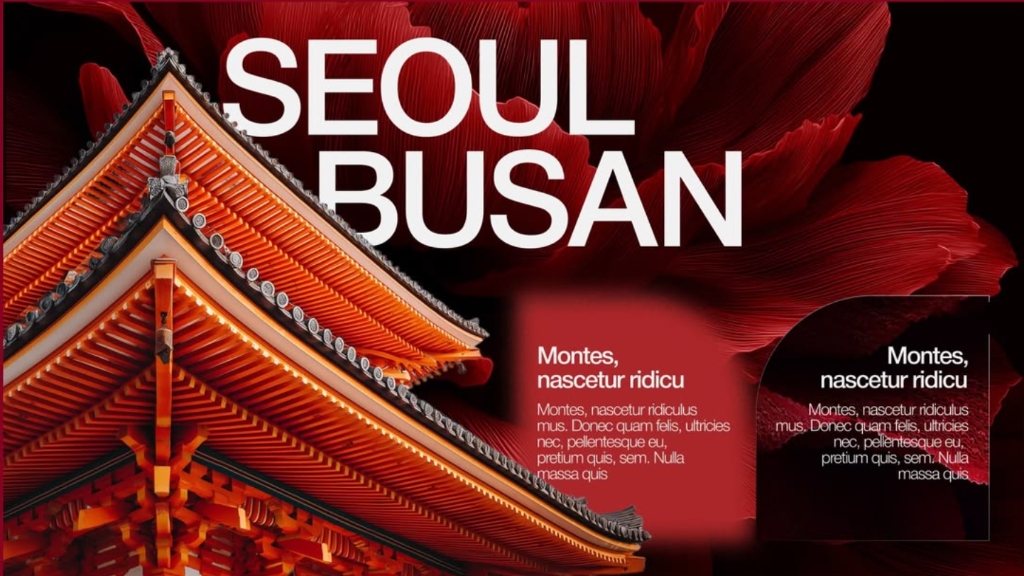 SEOUL
BUSAN
Montes,
nascetur ridicu
Montes, nascetur ridiculus
mus. Donec quam felis, ultricies
nec, pellentesque eu,
pretium quis, sem. Nulla
massa quis
Montes,
nascetur ridicu
Montes, nascetur ridiculus
mus. Donec quam felis, ultricies
nec, pellentesque eu,
pretium quis, sem. Nulla
massa quis